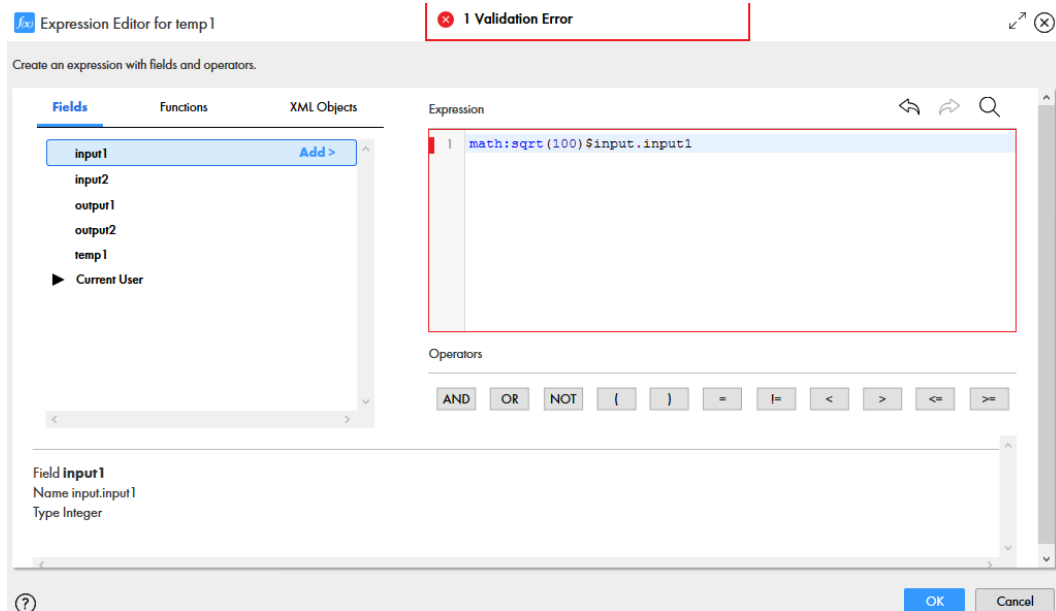 f(x) Expression Editor for temp1
1 Validation Error
Create an expression with fields and operators.
Fields Functions XML Objects
input1 Add >
input2
output1
output2
temp1
Current User
Expression
1 math:sqrt(100)$input.input1
Operators
AND OR NOT ( ) = != < > <= >=
Field input1
Name input.input1
Type Integer
?
OK Cancel